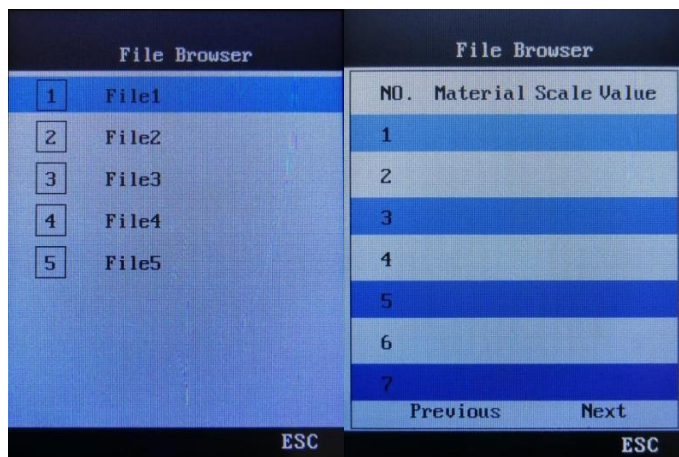 File Browser
1 File1
2 File2
3 File3
4 File4
5 File5
ESC
File Browser
NO. Material Scale Value
1
2
3
4
5
6
7
Previous Next
ESC